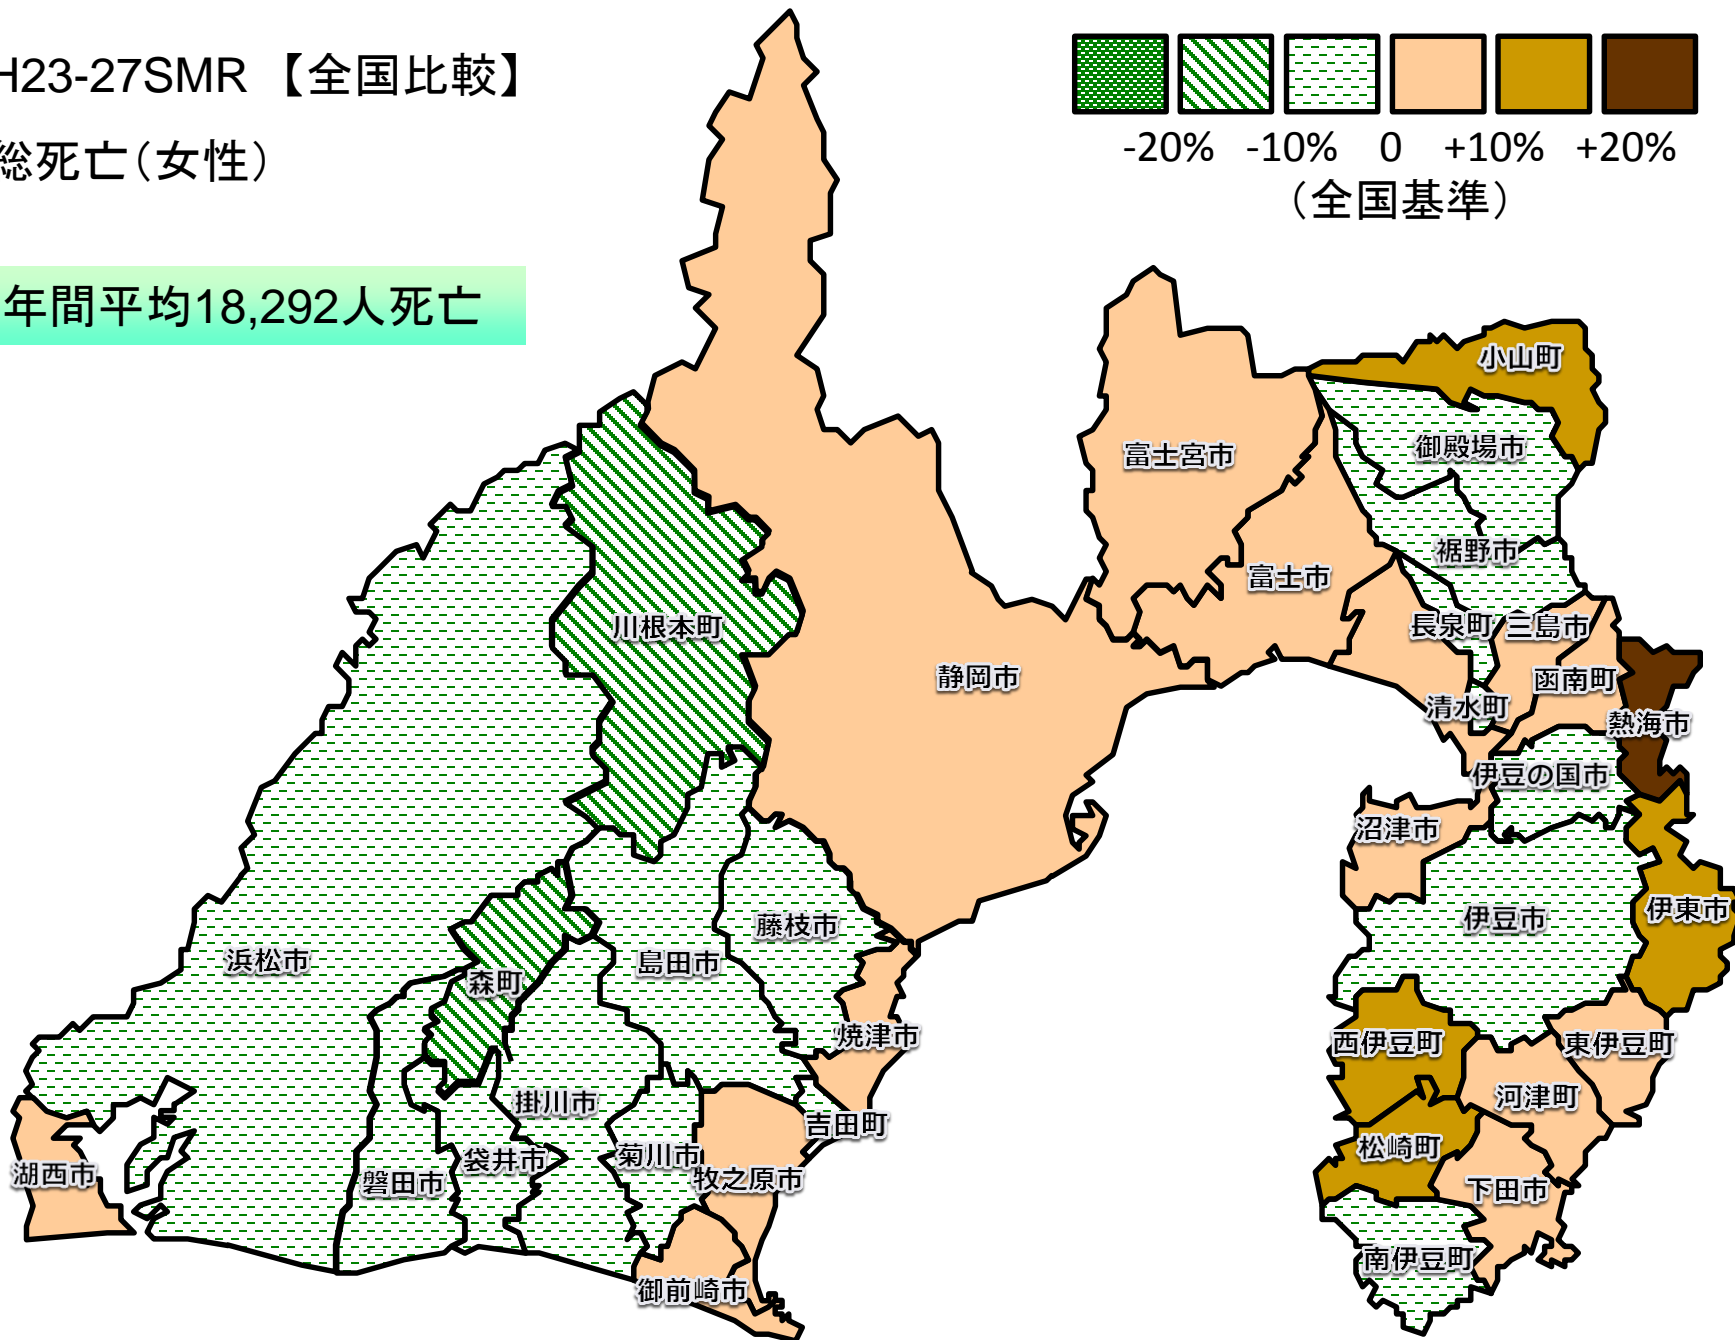 H23-27SMR 【全国比較】
総死亡（女性）
年間平均18,292人死亡
-20% -10% 0 +10% +20%
（全国基準）
小山町
御殿場市
富士宮市
裾野市
富士市
川根本町
長泉町
三島市
静岡市
函南町
清水町
熱海市
伊豆の国市
沼津市
伊東市
伊豆市
藤枝市
浜松市
島田市
森町
焼津市
西伊豆町
東伊豆町
河津町
掛川市
吉田町
松崎町
菊川市
袋井市
湖西市
磐田市
牧之原市
下田市
南伊豆町
御前崎市